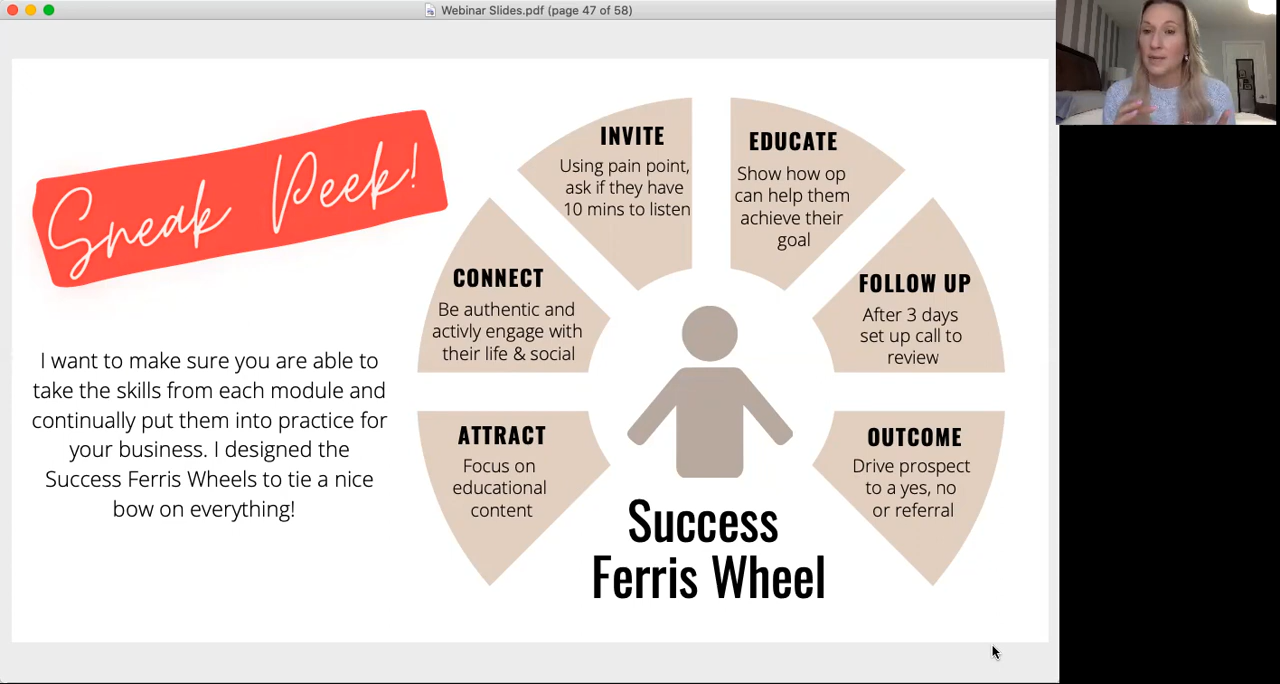 Webinar Slides.pdf (page 47 of 58)
Sneak Peek!
I want to make sure you are able to
take the skills from each module and
continually put them into practice for
your business. I designed the
Success Ferris Wheels to tie a nice
bow on everything!
ATTRACT
Focus on
educational
content
CONNECT
Be authentic and
activly engage with
their life & social
INVITE
Using pain point,
ask if they have
10 mins to listen
EDUCATE
Show how op
can help them
achieve their
goal
FOLLOW UP
After 3 days
set up call to
review
OUTCOME
Drive prospect
to a yes, no
or referral
Success
Ferris Wheel